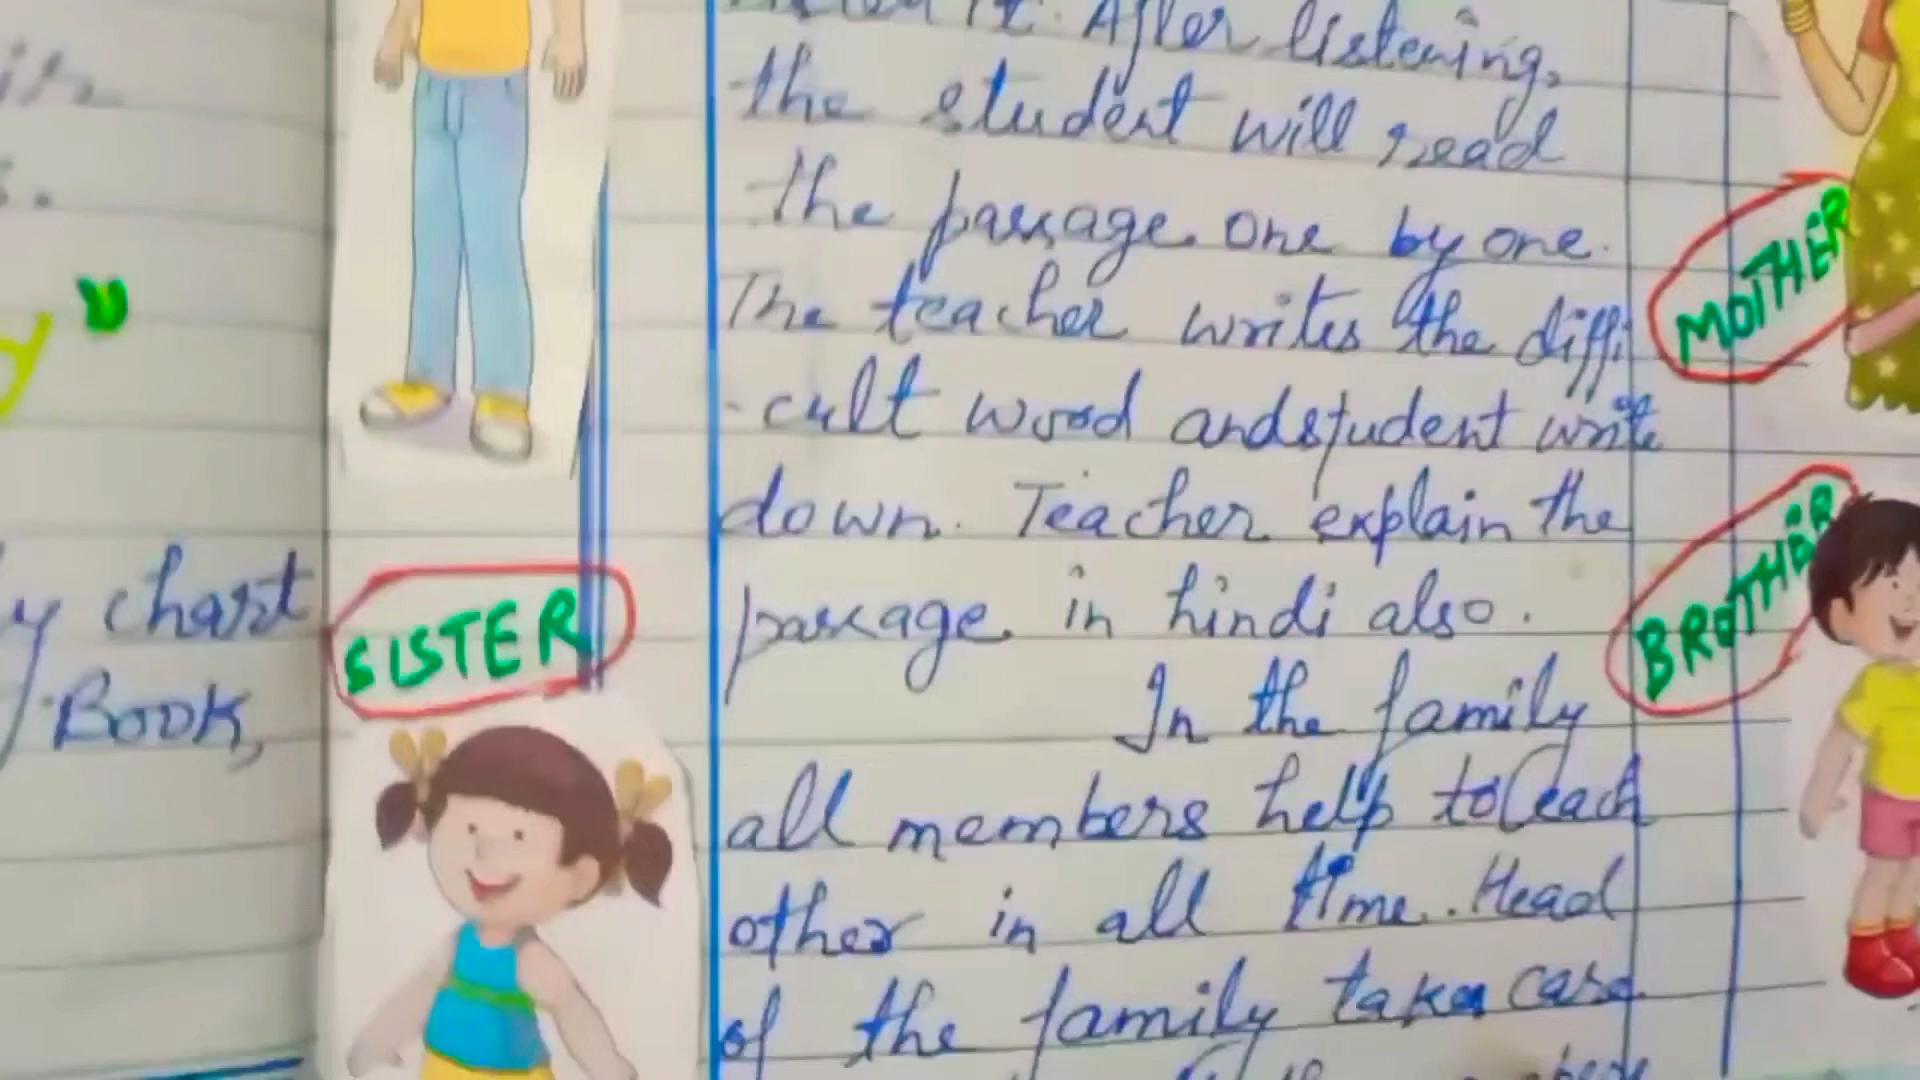 y"
y chart
Book,
SISTER
it. After listening,
the student will read
the passage one by one.
The teacher writes the diffi
-cult word and student write
down. Teacher explain the
passage in hindi also.
In the family
all members help to each
other in all time. Head
of the family take care
MOTHER
BROTHER